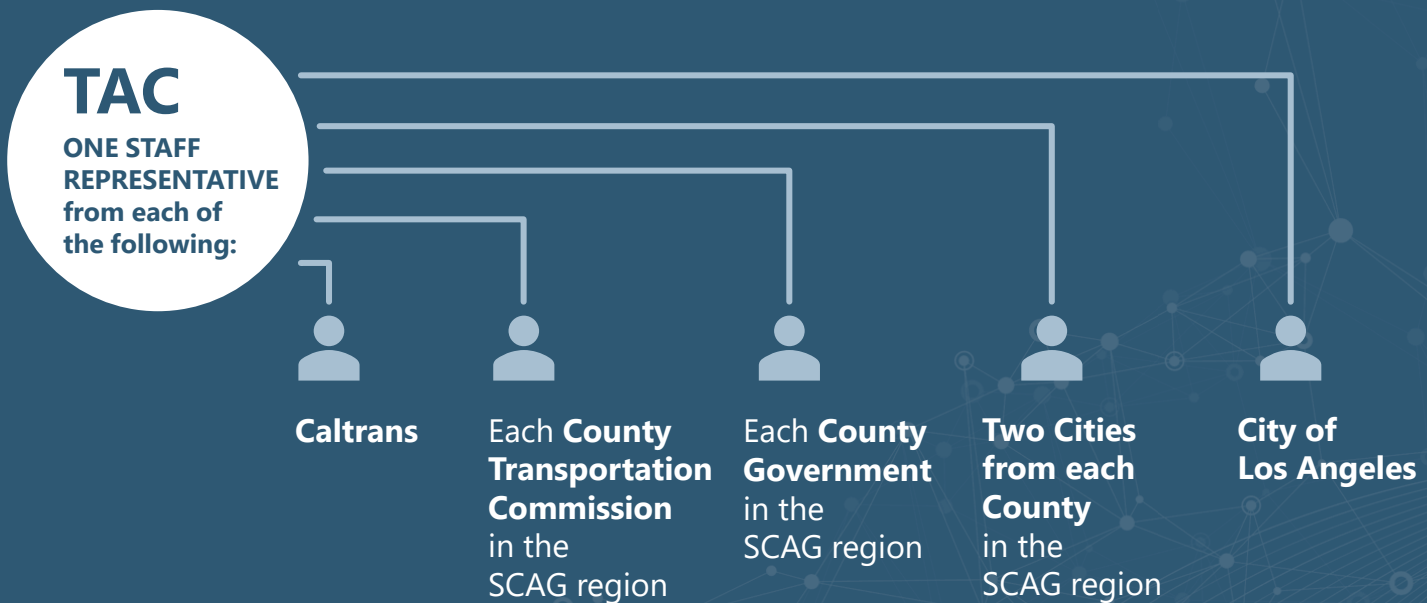 TAC
ONE STAFF
REPRESENTATIVE
from each of
the following:
Caltrans
Each County
Transportation
Commission
in the
SCAG region
Each County
Government
in the
SCAG region
Two Cities
from each
County
in the
SCAG region
City of
Los Angeles